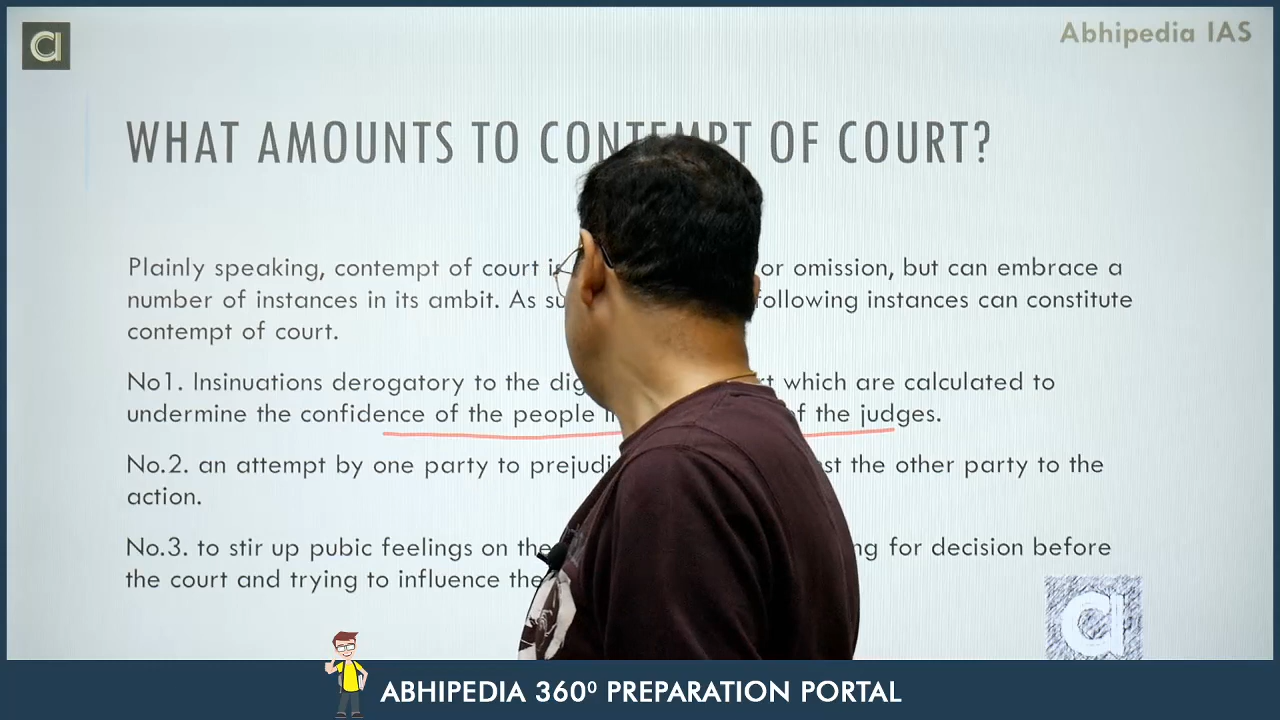 Abhipedia IAS
WHAT AMOUNTS TO CONTEMPT OF COURT?
Plainly speaking, contempt of court or omission, but can embrace a
number of instances in its ambit. As following instances can constitute
contempt of court.
No1. Insinuations derogatory to the which are calculated to
undermine the confidence of the people of the judges.
No.2. an attempt by one party to the other party to the
action.
No.3. to stir up pubic feelings on the for decision before
the court and trying to influence the
ABHIPEDIA 360⁰ PREPARATION PORTAL